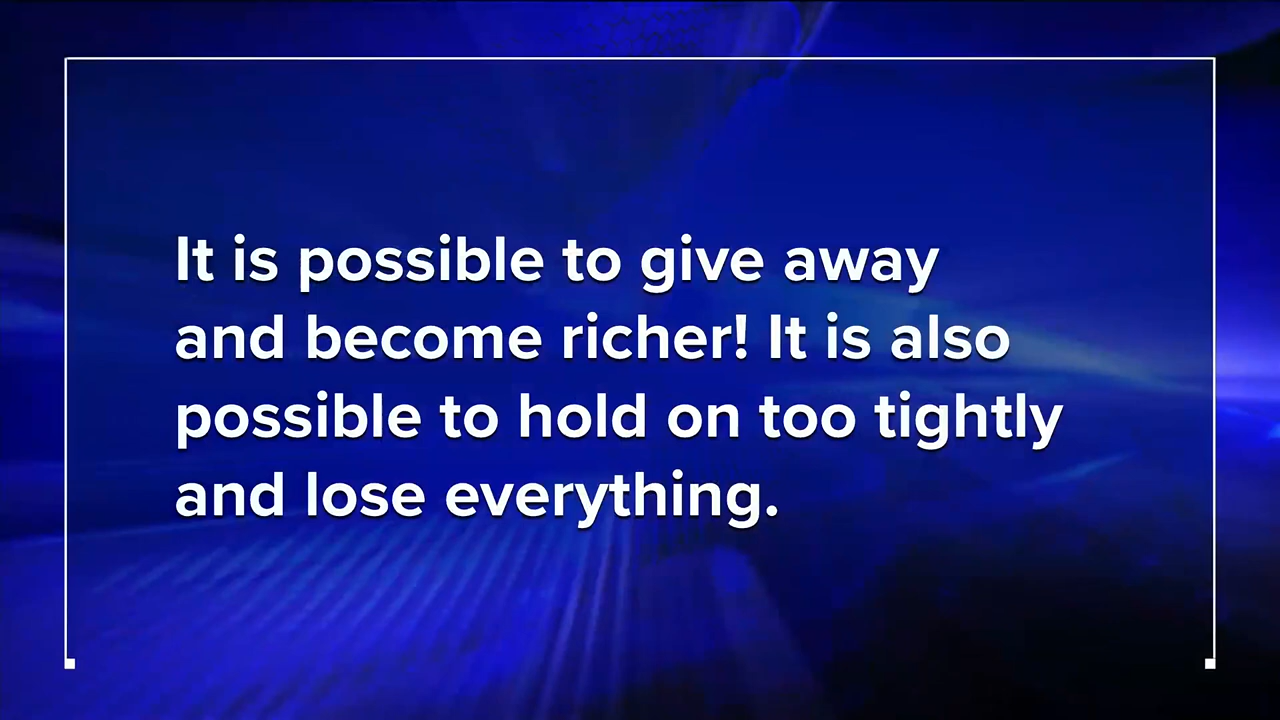 It is possible to give away
and become richer! It is also
possible to hold on too tightly
and lose everything.